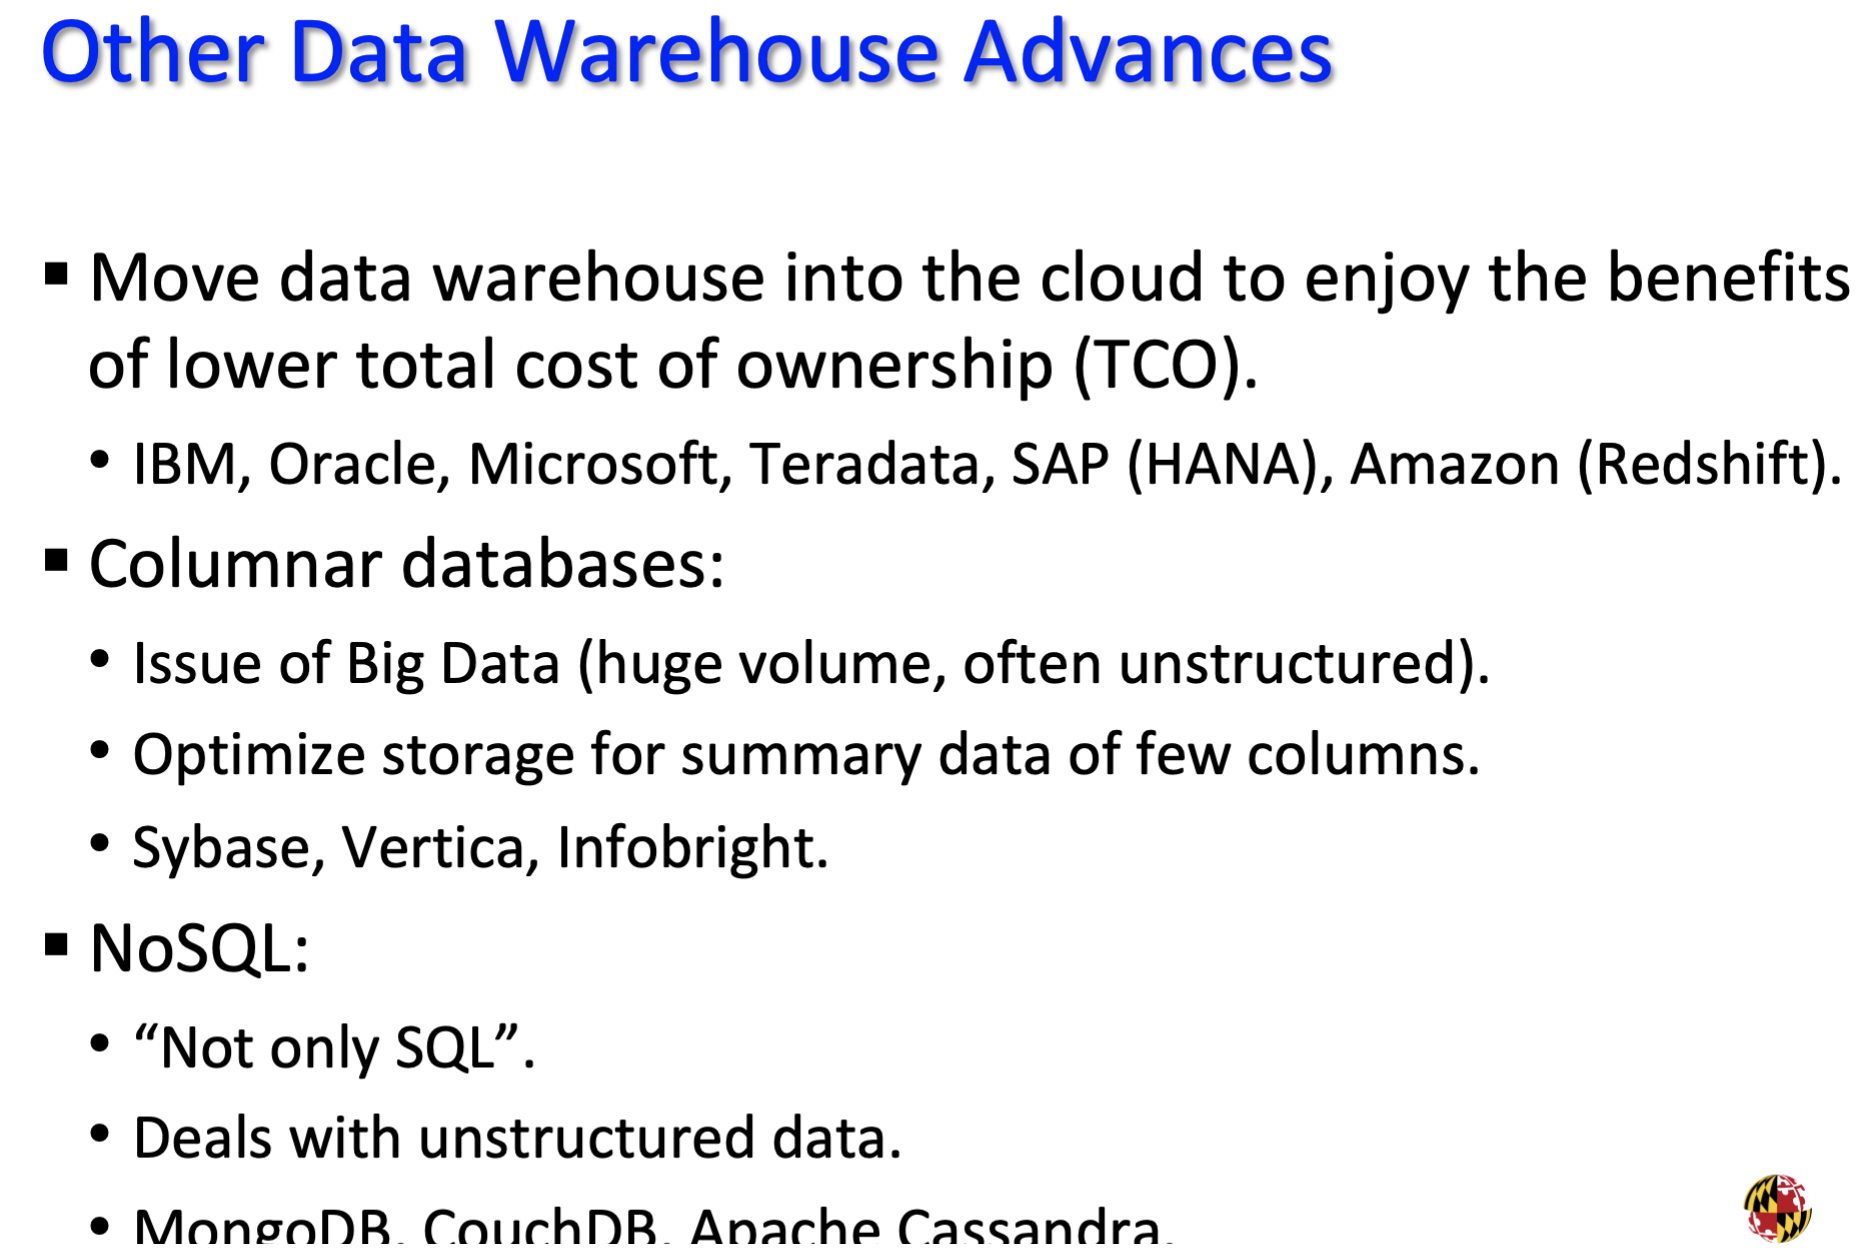 Other Data Warehouse Advances
▪ Move data warehouse into the cloud to enjoy the benefits
of lower total cost of ownership (TCO).
• IBM, Oracle, Microsoft, Teradata, SAP (HANA), Amazon (Redshift).
▪ Columnar databases:
• Issue of Big Data (huge volume, often unstructured).
• Optimize storage for summary data of few columns.
• Sybase, Vertica, Infobright.
▪ NoSQL:
• “Not only SQL”.
• Deals with unstructured data.
• MongoDB, CouchDB, Apache Cassandra.